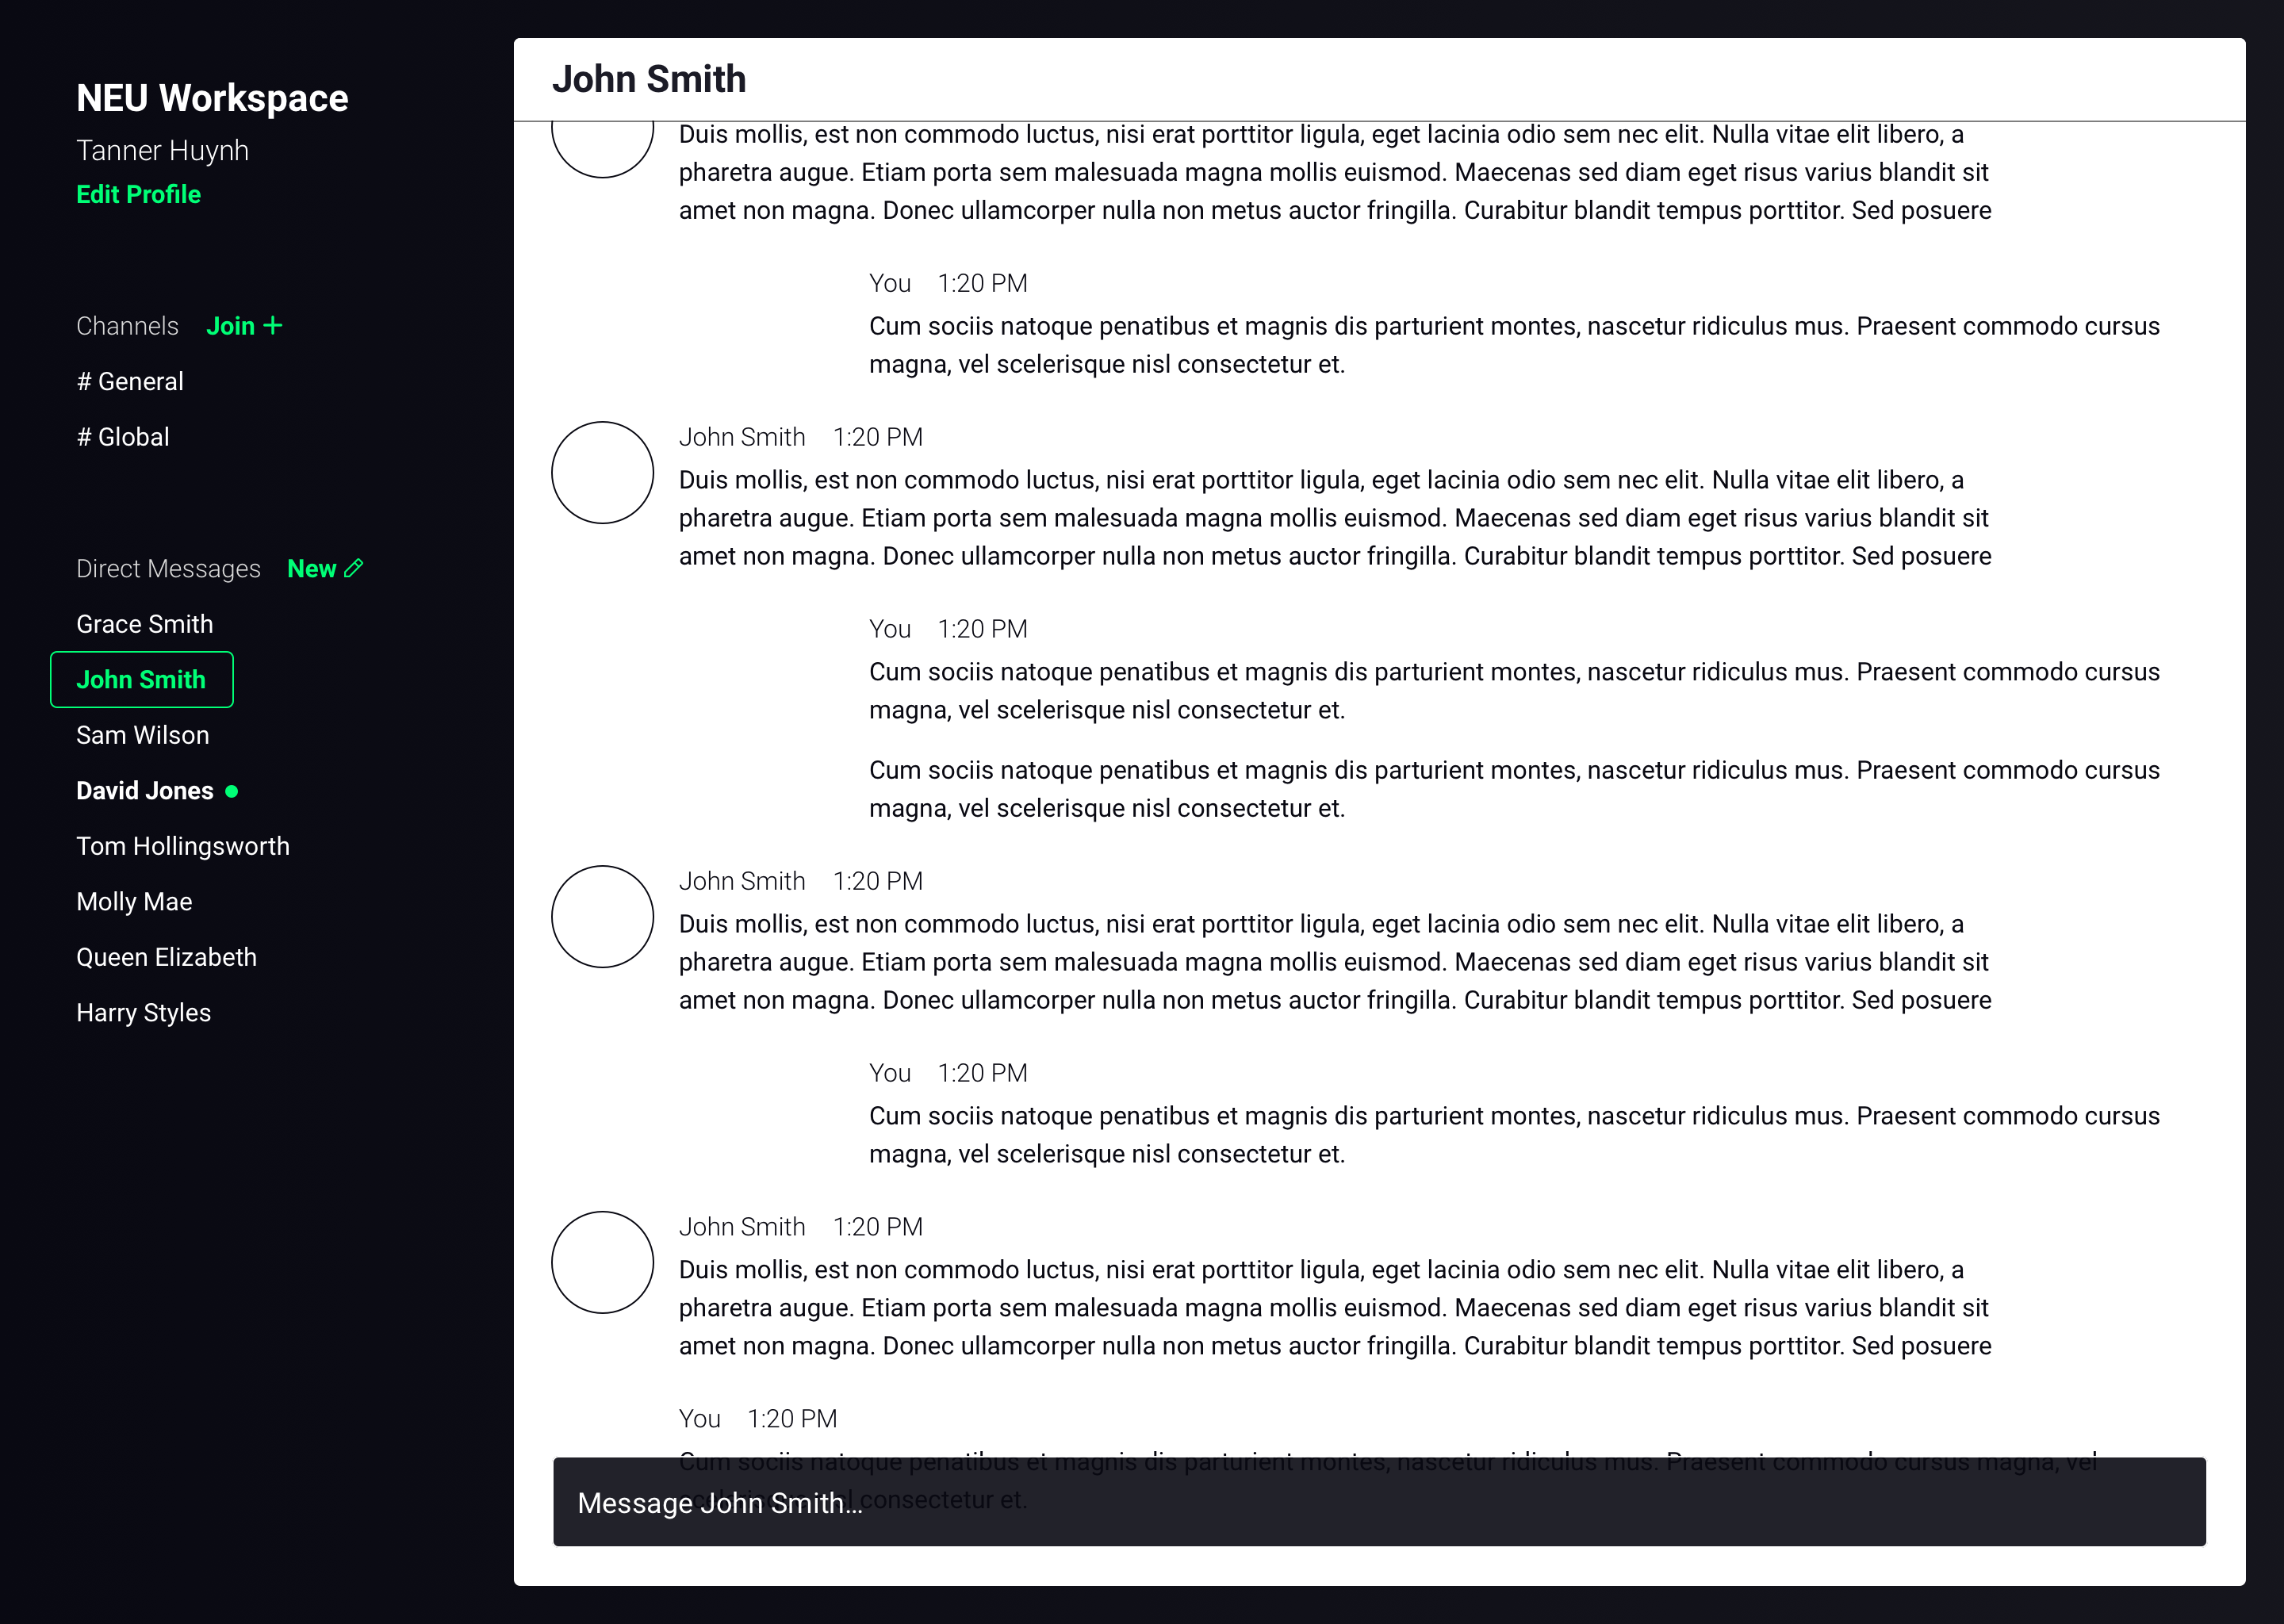 NEU Workspace
Tanner Huynh
Edit Profile
Channels Join +
# General
# Global
Direct Messages New
Grace Smith
John Smith
Sam Wilson
David Jones
Tom Hollingsworth
Molly Mae
Queen Elizabeth
Harry Styles
John Smith
Duis mollis, est non commodo luctus, nisi erat porttitor ligula, eget lacinia odio sem nec elit. Nulla vitae elit libero, a
pharetra augue. Etiam porta sem malesuada magna mollis euismod. Maecenas sed diam eget risus varius blandit sit
amet non magna. Donec ullamcorper nulla non metus auctor fringilla. Curabitur blandit tempus porttitor. Sed posuere
You 1:20 PM
Cum sociis natoque penatibus et magnis dis parturient montes, nascetur ridiculus mus. Praesent commodo cursus
magna, vel scelerisque nisl consectetur et.
John Smith 1:20 PM
Duis mollis, est non commodo luctus, nisi erat porttitor ligula, eget lacinia odio sem nec elit. Nulla vitae elit libero, a
pharetra augue. Etiam porta sem malesuada magna mollis euismod. Maecenas sed diam eget risus varius blandit sit
amet non magna. Donec ullamcorper nulla non metus auctor fringilla. Curabitur blandit tempus porttitor. Sed posuere
You 1:20 PM
Cum sociis natoque penatibus et magnis dis parturient montes, nascetur ridiculus mus. Praesent commodo cursus
magna, vel scelerisque nisl consectetur et.
Cum sociis natoque penatibus et magnis dis parturient montes, nascetur ridiculus mus. Praesent commodo cursus
magna, vel scelerisque nisl consectetur et.
John Smith 1:20 PM
Duis mollis, est non commodo luctus, nisi erat porttitor ligula, eget lacinia odio sem nec elit. Nulla vitae elit libero, a
pharetra augue. Etiam porta sem malesuada magna mollis euismod. Maecenas sed diam eget risus varius blandit sit
amet non magna. Donec ullamcorper nulla non metus auctor fringilla. Curabitur blandit tempus porttitor. Sed posuere
You 1:20 PM
Cum sociis natoque penatibus et magnis dis parturient montes, nascetur ridiculus mus. Praesent commodo cursus
magna, vel scelerisque nisl consectetur et.
John Smith 1:20 PM
Duis mollis, est non commodo luctus, nisi erat porttitor ligula, eget lacinia odio sem nec elit. Nulla vitae elit libero, a
pharetra augue. Etiam porta sem malesuada magna mollis euismod. Maecenas sed diam eget risus varius blandit sit
amet non magna. Donec ullamcorper nulla non metus auctor fringilla. Curabitur blandit tempus porttitor. Sed posuere
You 1:20 PM
Cum sociis natoque penatibus et magnis dis parturient montes, nascetur ridiculus mus. Praesent commodo cursus magna, vel
consectetur et.
Message John Smith...